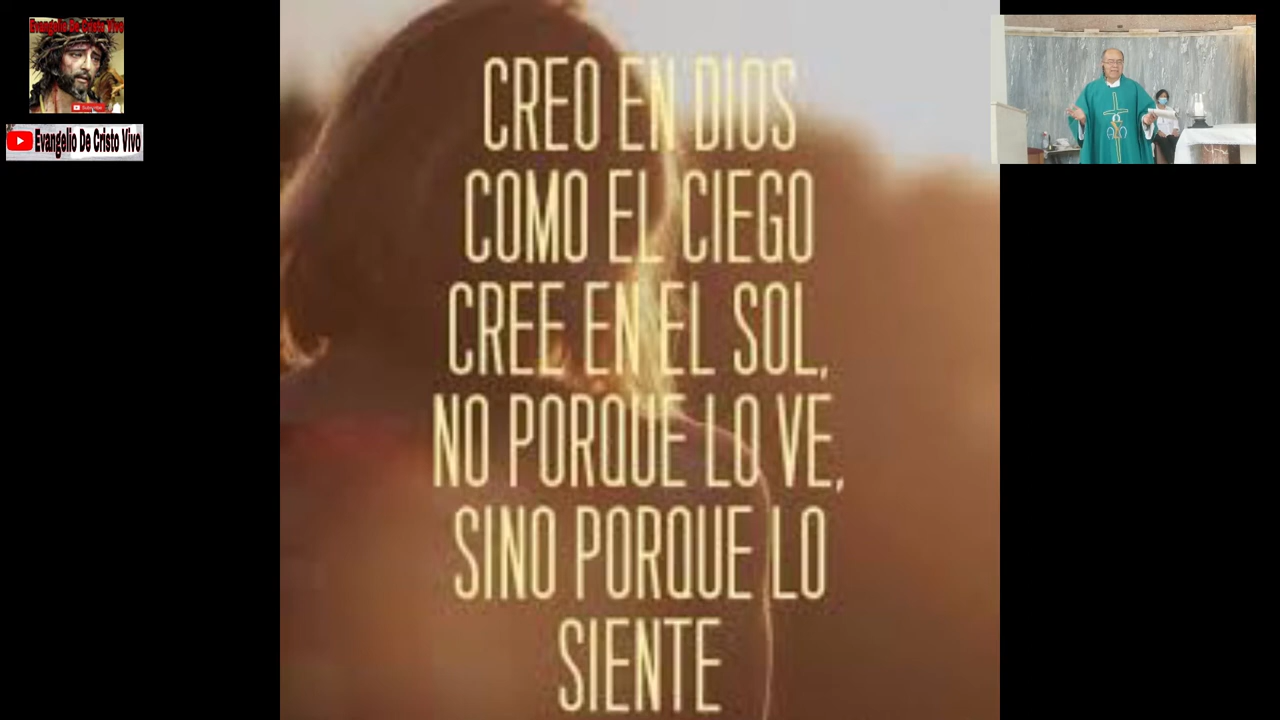 Evangelio De Cristo Vivo
Subscribe
Evangelio De Cristo Vivo
CREO EN DIOS
COMO EL CIEGO
CREE EN EL SOL,
NO PORQUE LO VE,
SINO PORQUE LO
SIENTE